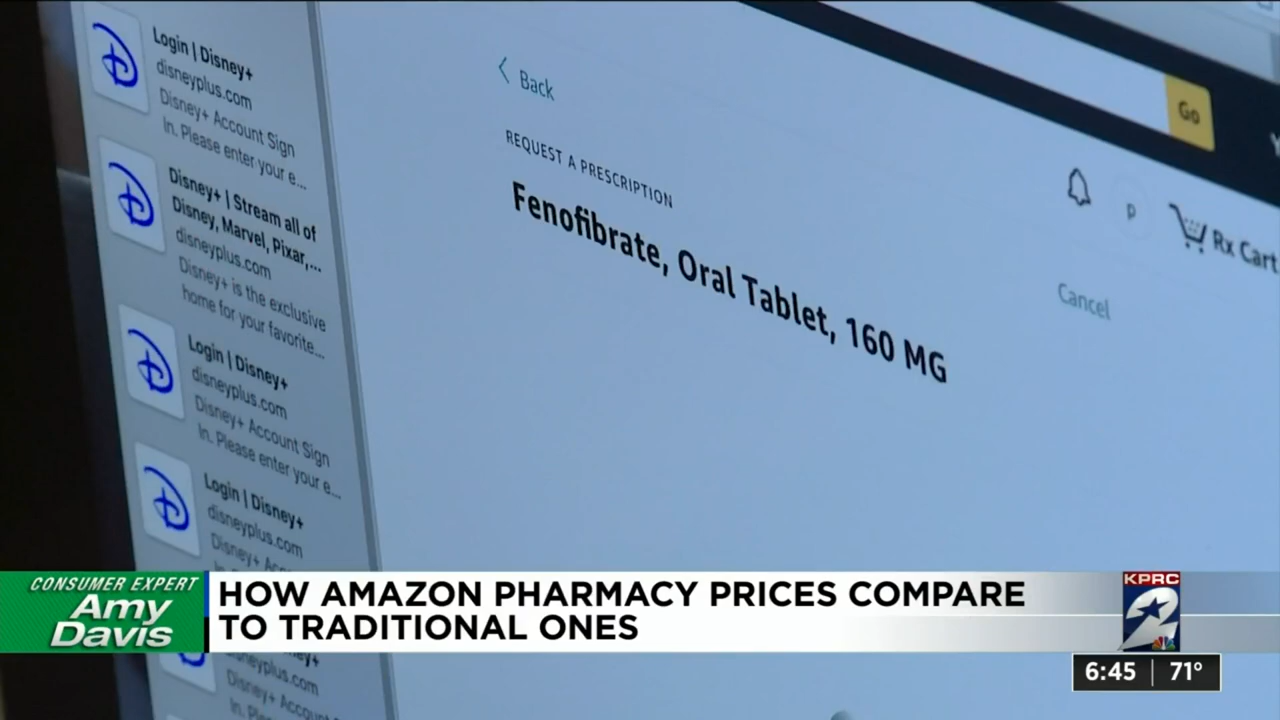 Login | Disney+
disneyplus.com
Disney+ Account Sign
In. Please enter your e...
Disney+ | Stream all of
Disney, Marvel, Pixar,...
disneyplus.com
Disney+ is the exclusive
home for your favorite...
Login | Disney+
disneyplus.com
Disney+ Account Sign
In. Please enter your e...
Login | Disney+
disneyplus.com
Disney+
Back
REQUEST A PRESCRIPTION
Fenofibrate, Oral Tablet, 160 MG
Go
p
Rx Cart
Cancel
CONSUMER EXPERT
Amy
Davis
HOW AMAZON PHARMACY PRICES COMPARE
TO TRADITIONAL ONES
KPRC
2
6:45 | 71°